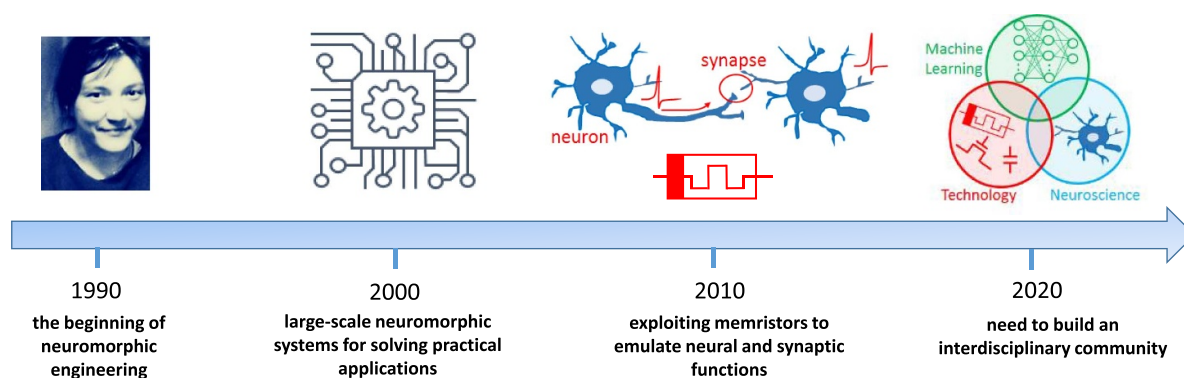 synapse
neuron
Machine
Learning
Technology
Neuroscience
1990
the beginning of
neuromorphic
engineering
2000
large-scale neuromorphic
systems for solving practical
applications
2010
exploiting memristors to
emulate neural and synaptic
functions
2020
need to build an
interdisciplinary community